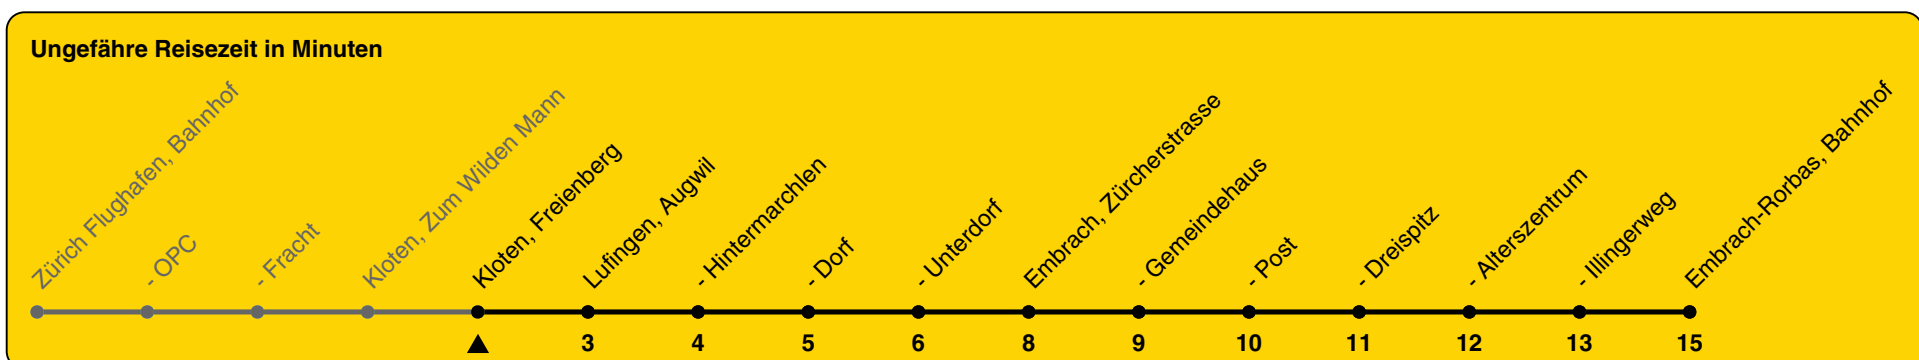 Ungefähre Reisezeit in Minuten
Zürich Flughafen, Bahnhof
- OPC
- Fracht
Kloten, Zum Wilden Mann
Kloten, Freienberg
Lufingen, Augwil
- Hintermarchlen
- Dorf
- Unterdorf
Embrach, Zürcherstrasse
- Gemeindehaus
- Post
- Dreispitz
- Alterszentrum
- Illingerweg
Embrach-Rorbas, Bahnhof
3 4 5 6 8 9 10 11 12 13 15